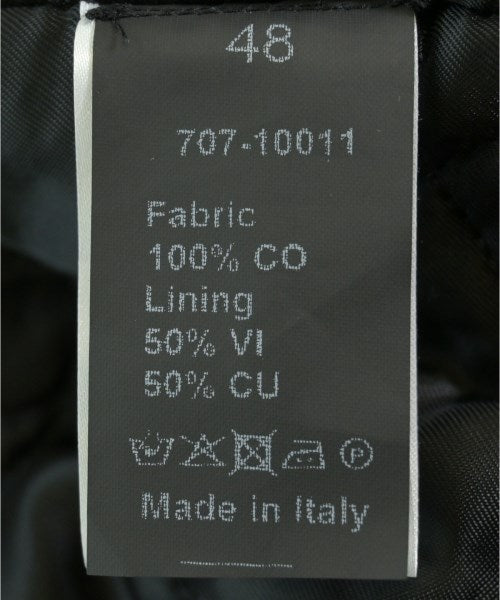 48
707-10011
Fabric
100% CO
Lining
50% VI
50% CU
P
Made in Italy